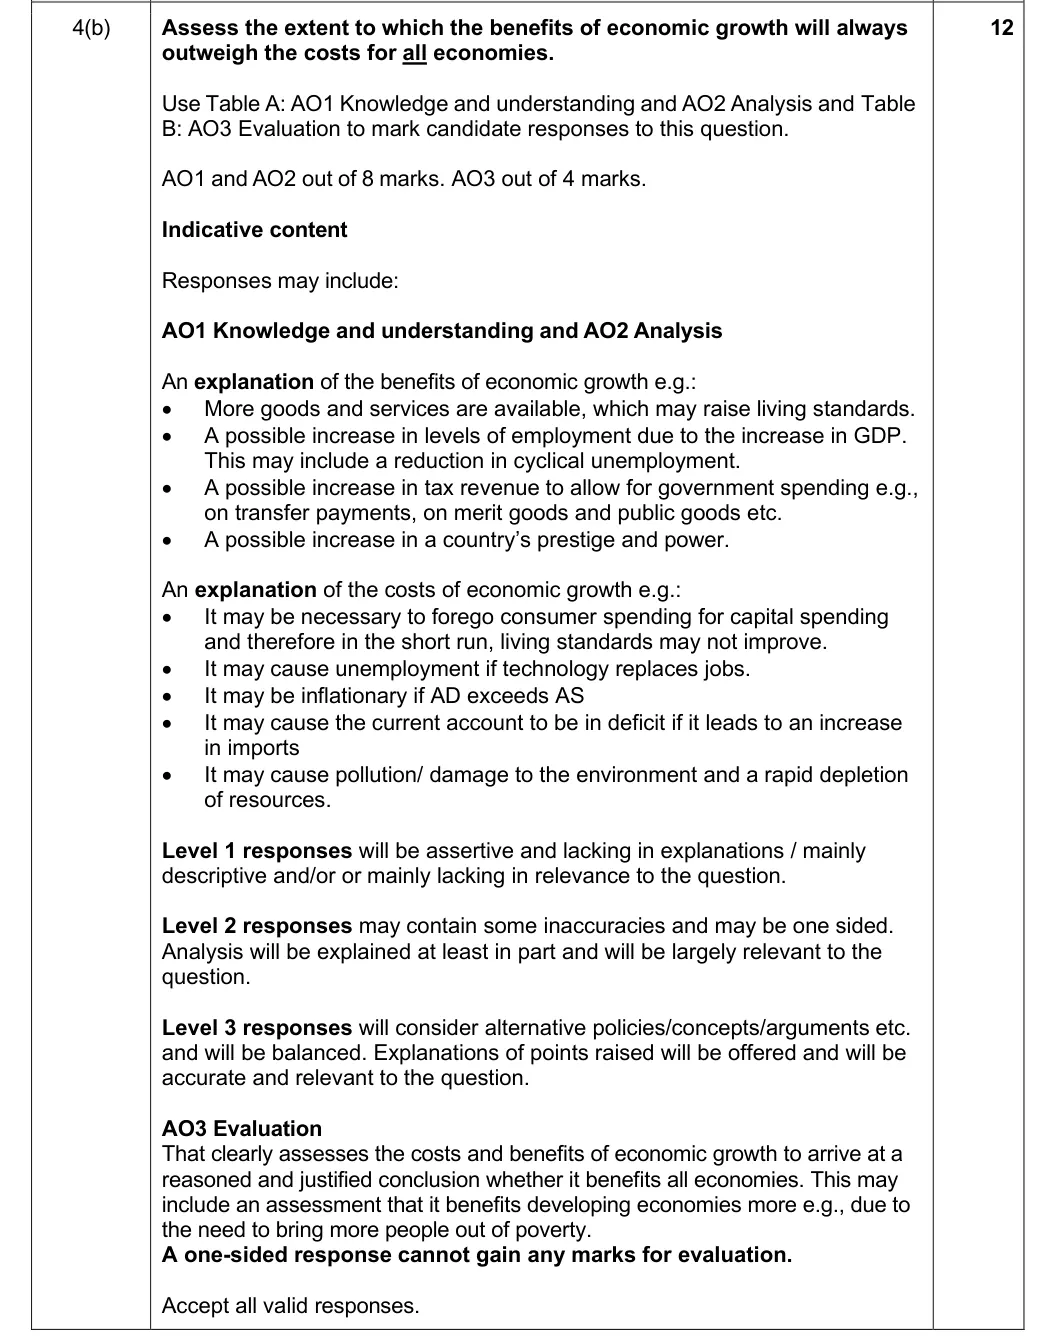 4(b)
Assess the extent to which the benefits of economic growth will always
outweigh the costs for all economies.
12
Use Table A: AO1 Knowledge and understanding and AO2 Analysis and Table
B: AO3 Evaluation to mark candidate responses to this question.
AO1 and AO2 out of 8 marks. AO3 out of 4 marks.
Indicative content
Responses may include:
AO1 Knowledge and understanding and AO2 Analysis
An explanation of the benefits of economic growth e.g.:
• More goods and services are available, which may raise living standards.
• A possible increase in levels of employment due to the increase in GDP.
This may include a reduction in cyclical unemployment.
• A possible increase in tax revenue to allow for government spending e.g.,
on transfer payments, on merit goods and public goods etc.
• A possible increase in a country’s prestige and power.
An explanation of the costs of economic growth e.g.:
• It may be necessary to forego consumer spending for capital spending
and therefore in the short run, living standards may not improve.
• It may cause unemployment if technology replaces jobs.
• It may be inflationary if AD exceeds AS
• It may cause the current account to be in deficit if it leads to an increase
in imports
• It may cause pollution/ damage to the environment and a rapid depletion
of resources.
Level 1 responses will be assertive and lacking in explanations / mainly
descriptive and/or or mainly lacking in relevance to the question.
Level 2 responses may contain some inaccuracies and may be one sided.
Analysis will be explained at least in part and will be largely relevant to the
question.
Level 3 responses will consider alternative policies/concepts/arguments etc.
and will be balanced. Explanations of points raised will be offered and will be
accurate and relevant to the question.
AO3 Evaluation
That clearly assesses the costs and benefits of economic growth to arrive at a
reasoned and justified conclusion whether it benefits all economies. This may
include an assessment that it benefits developing economies more e.g., due to
the need to bring more people out of poverty.
A one-sided response cannot gain any marks for evaluation.
Accept all valid responses.